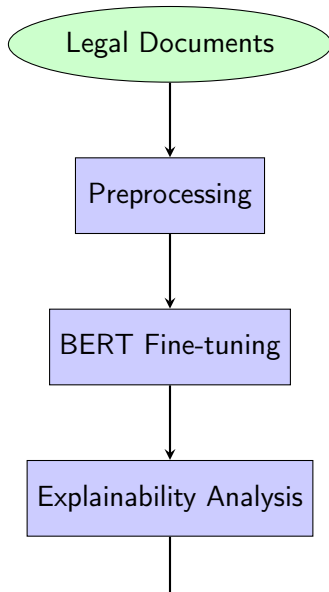 Legal Documents
Preprocessing
BERT Fine-tuning
Explainability Analysis